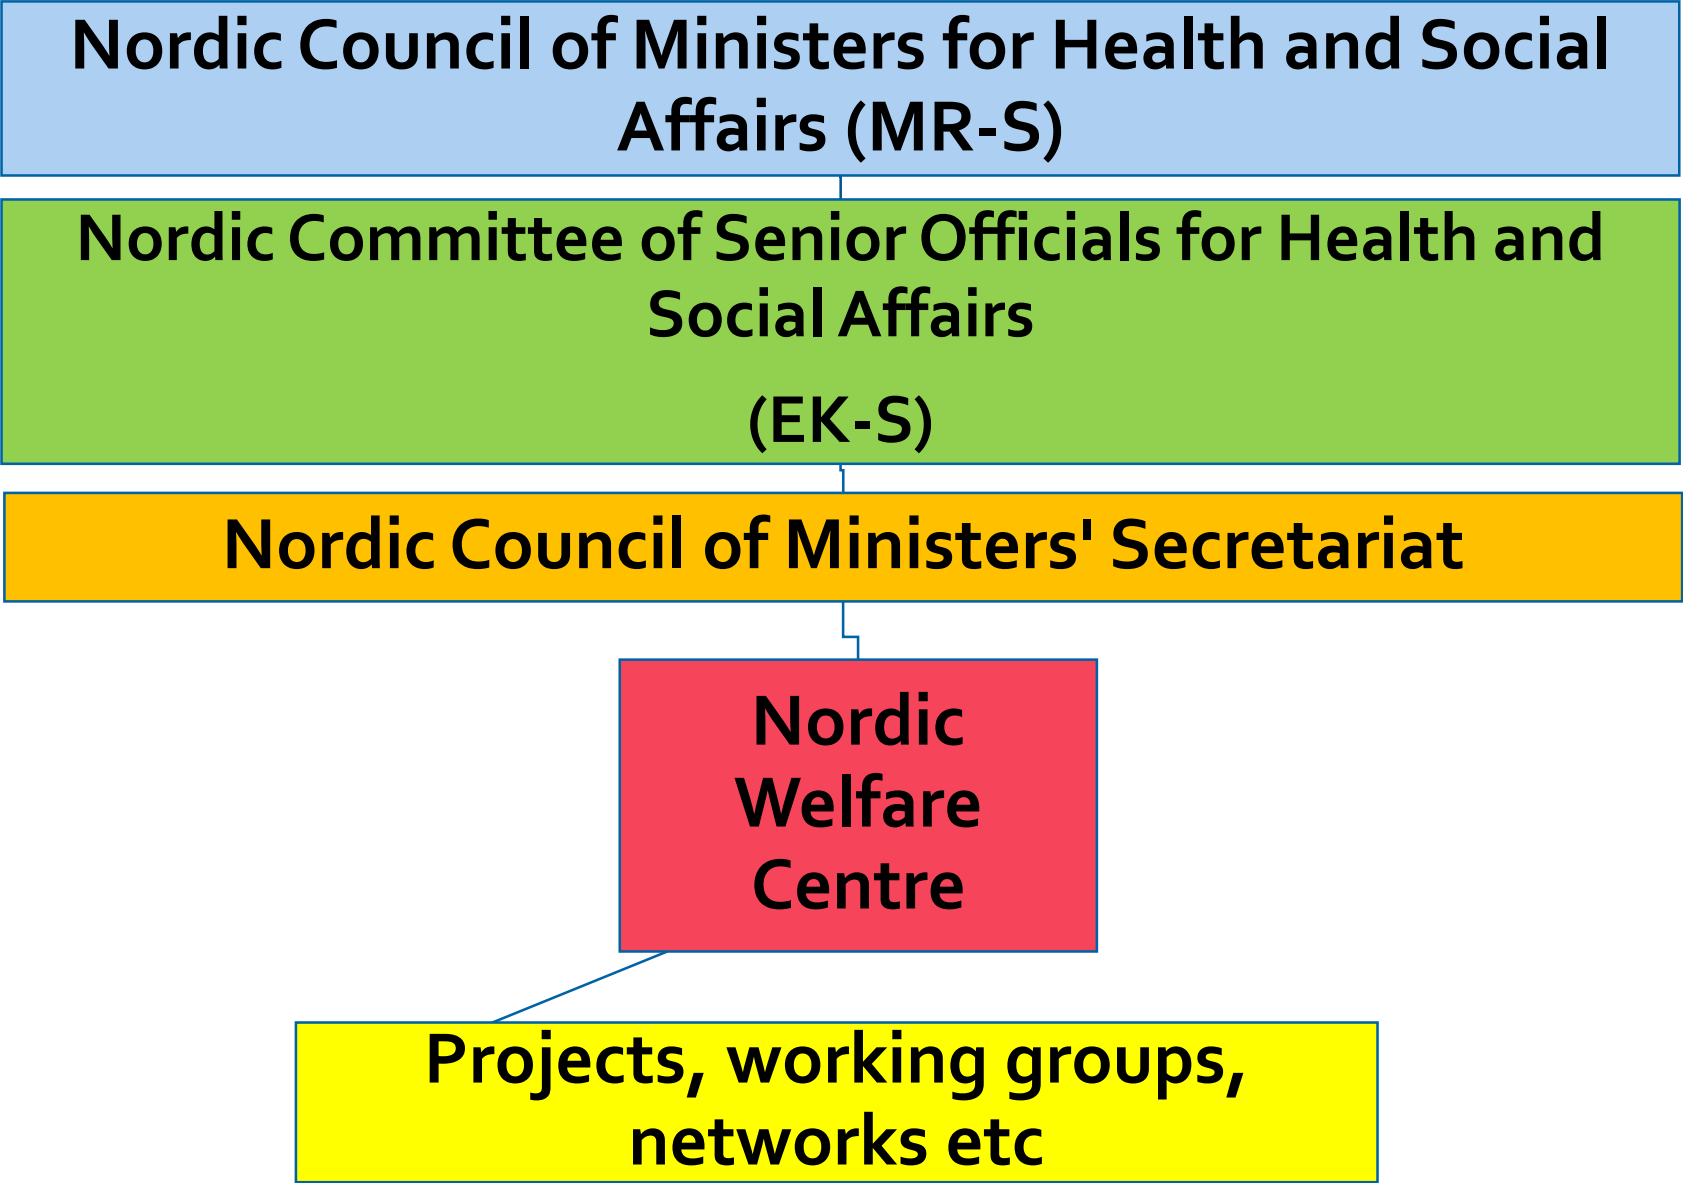 Nordic Council of Ministers for Health and Social
Affairs (MR-S)
Nordic Committee of Senior Officials for Health and
Social Affairs
(EK-S)
Nordic Council of Ministers' Secretariat
Nordic
Welfare
Centre
Projects, working groups,
networks etc